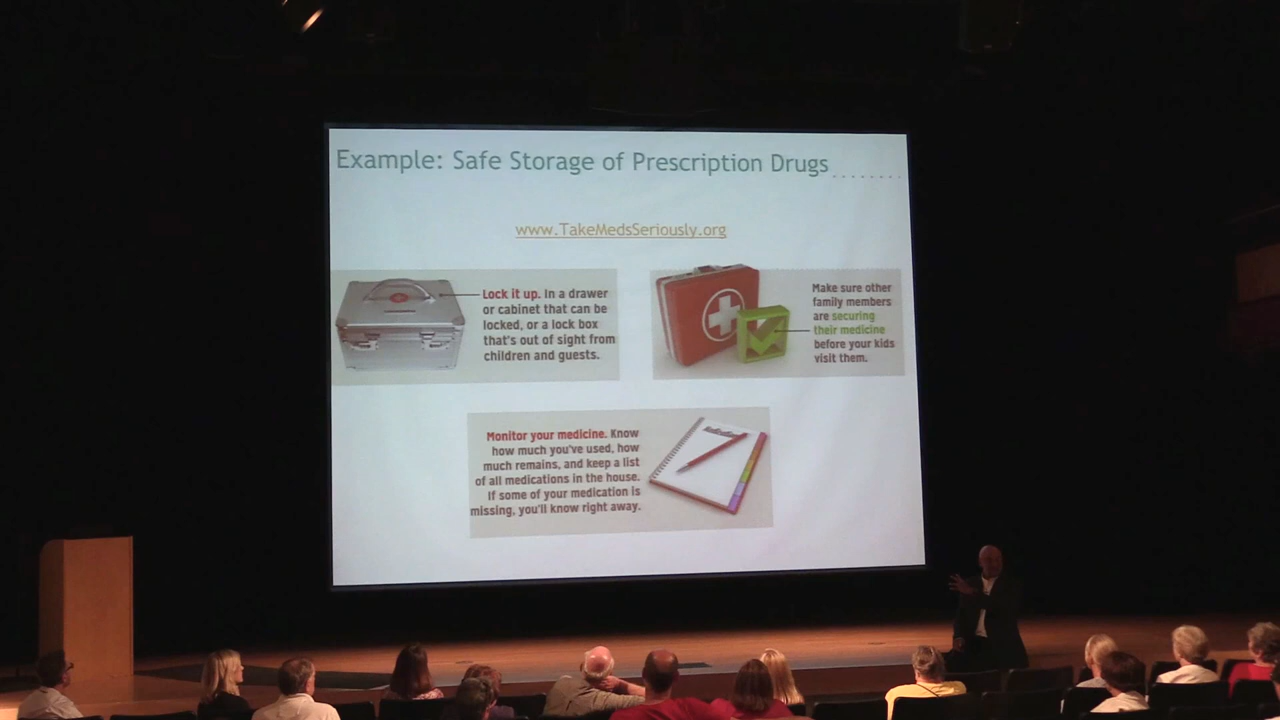 Example: Safe Storage of Prescription Drugs
www.TakeMedsSeriously.org
Lock it up. In a drawer
or cabinet that can be
locked, or a lock box
that's out of sight from
children and guests.
Make sure other
family members
are securing
their medicine
before your kids
visit them.
Monitor your medicine. Know
how much you've used, how
much remains, and keep a list
of all medications in the house.
If some of your medication is
missing, you'll know right away.